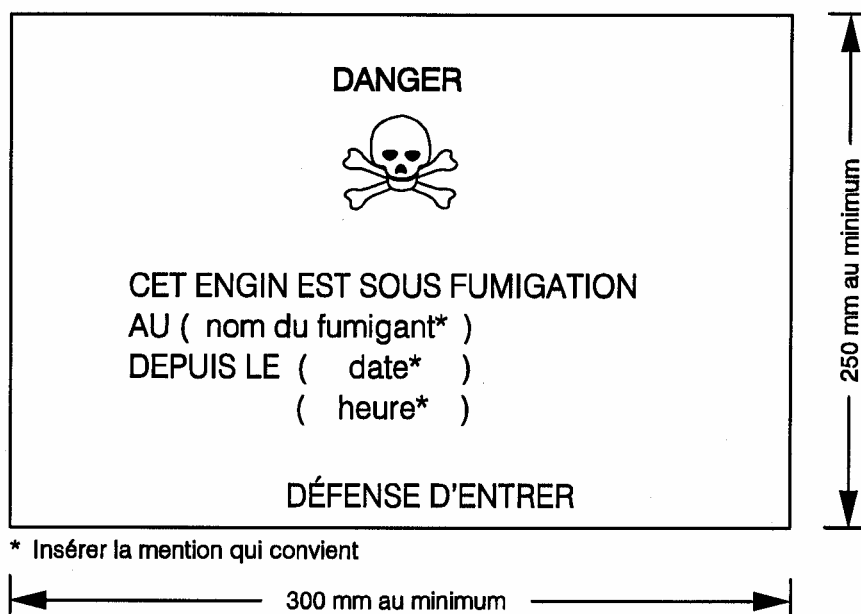 DANGER
CET ENGIN EST SOUS FUMIGATION
AU ( nom du fumigant* )
DEPUIS LE ( date* )
( heure* )
DÉFENSE D'ENTRER
* Insérer la mention qui convient
300 mm au minimum
250 mm au minimum